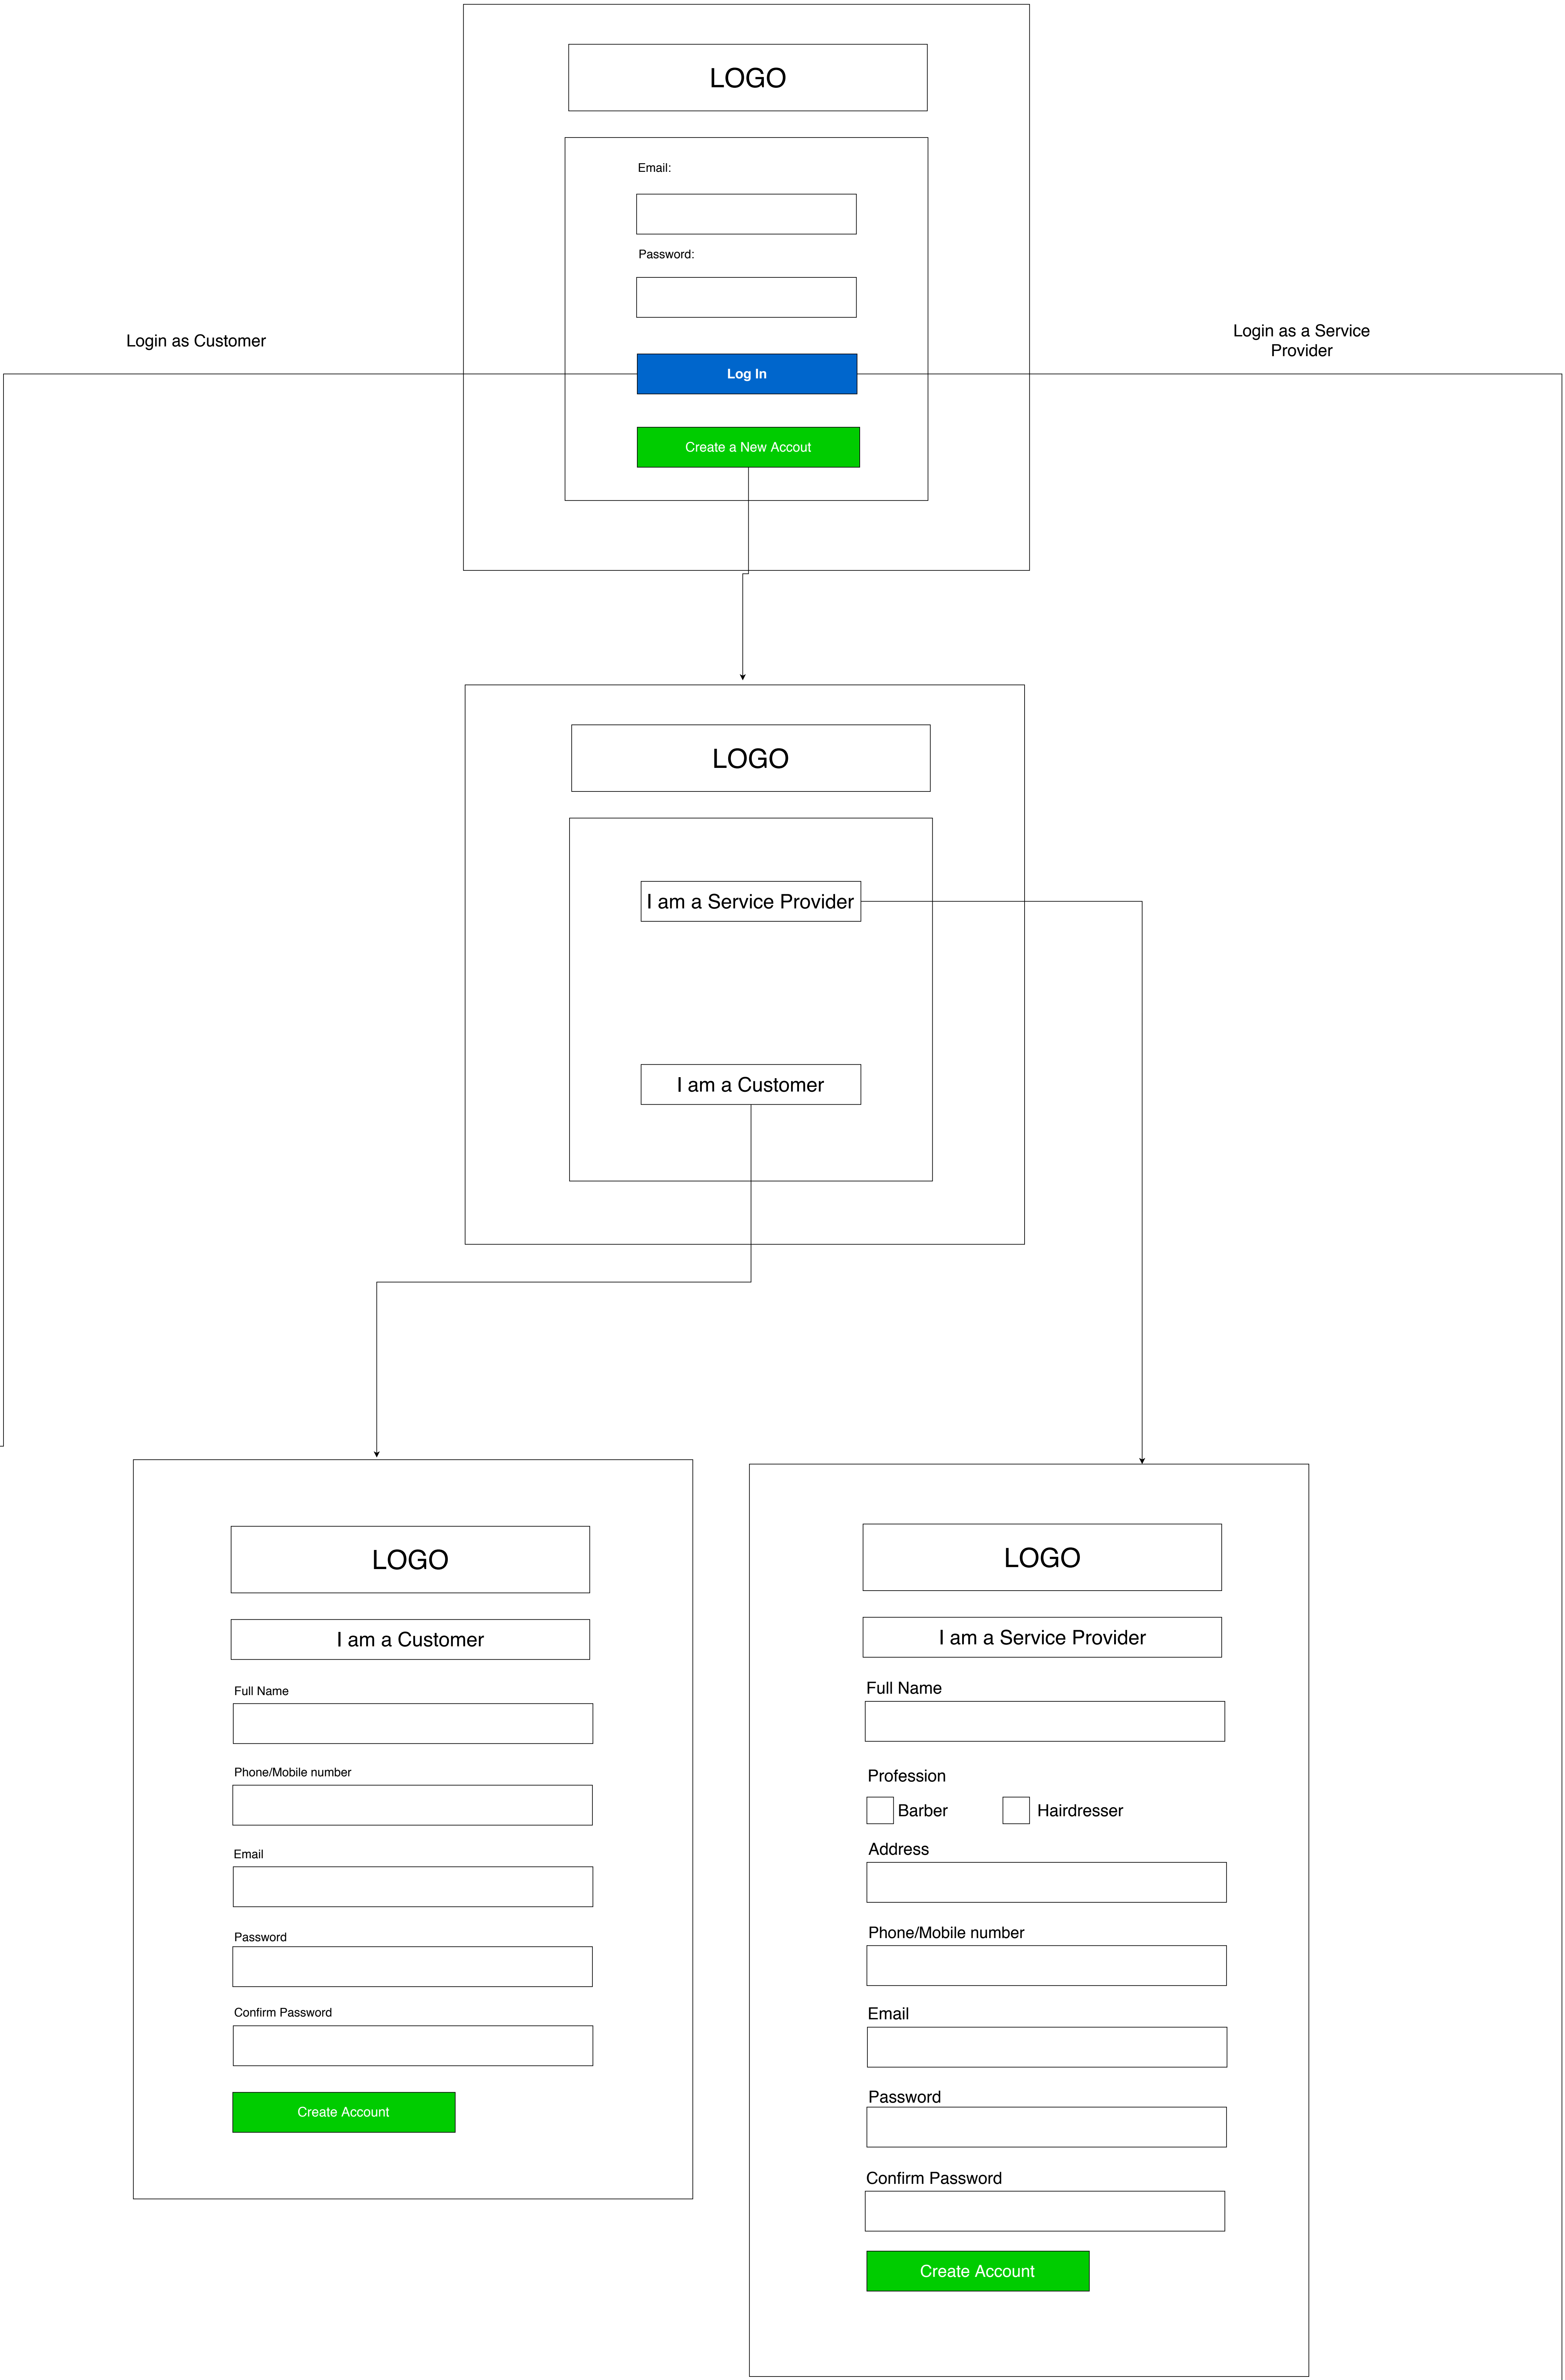 LOGO
Email:
Password:
Login as Customer
Login as a Service
Provider
Log In
Create a New Accout
LOGO
I am a Service Provider
I am a Customer
LOGO
I am a Customer
Full Name
Phone/Mobile number
Email
Password
Confirm Password
Create Account
LOGO
I am a Service Provider
Full Name
Profession
Barber
Hairdresser
Address
Phone/Mobile number
Email
Password
Confirm Password
Create Account